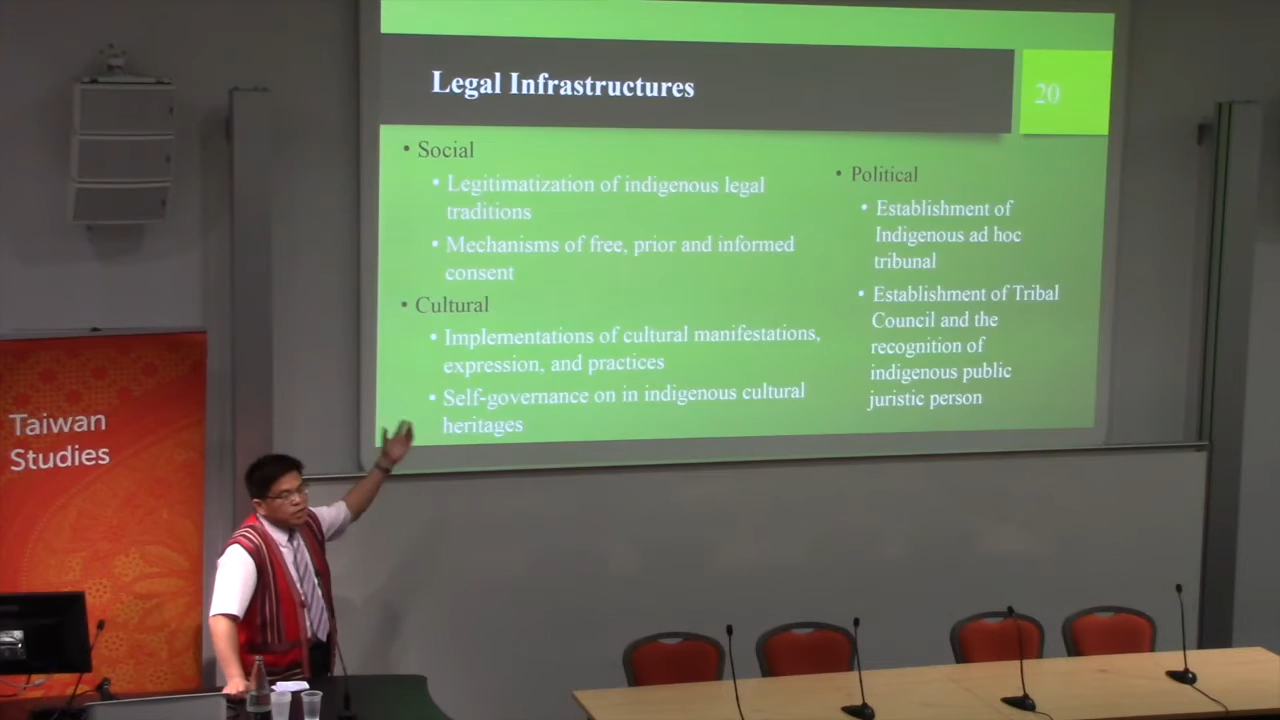 Legal Infrastructures
20
• Social
• Legitimatization of indigenous legal
traditions
• Mechanisms of free, prior and informed
consent
• Cultural
• Implementations of cultural manifestations,
expression, and practices
• Self-governance on in indigenous cultural
heritages
• Political
• Establishment of
Indigenous ad hoc
tribunal
• Establishment of Tribal
Council and the
recognition of
indigenous public
juristic person
Taiwan
Studies